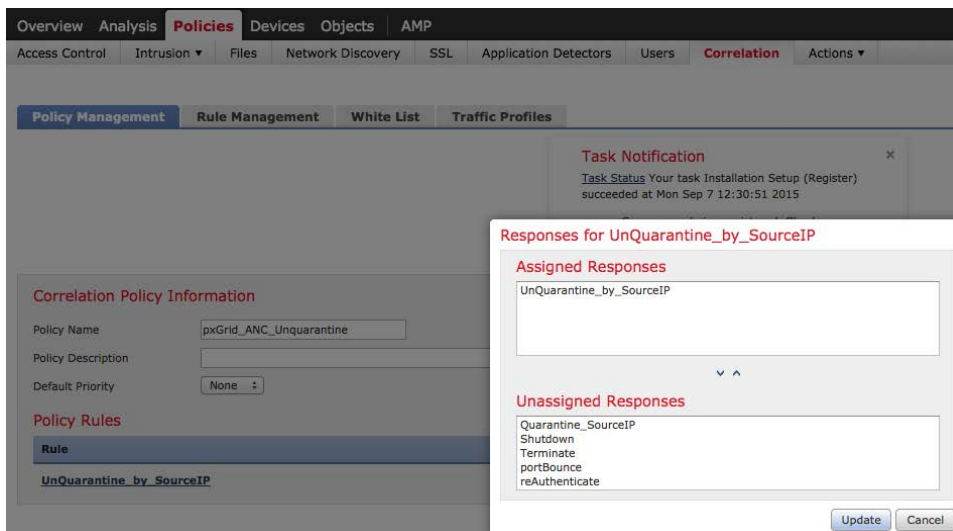 Overview Analysis Policies Devices Objects AMP
Access Control Intrusion ▼ Files Network Discovery SSL Application Detectors Users Correlation Actions ▼
Policy Management Rule Management White List Traffic Profiles
Task Notification ×
Task Status Your task Installation Setup (Register)
succeeded at Mon Sep 7 12:30:51 2015
Responses for UnQuarantine_by_SourceIP
Assigned Responses
UnQuarantine_by_SourceIP
Unassigned Responses
Quarantine_SourceIP
Shutdown
Terminate
portBounce
reAuthenticate
Update Cancel
Correlation Policy Information
Policy Name pxGrid_ANC_Unquarantine
Policy Description
Default Priority None
Policy Rules
Rule
UnQuarantine_by_SourceIP